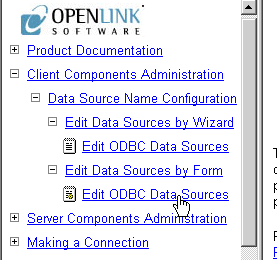 OPENLINK
SOFTWARE
Product Documentation
Client Components Administration
Data Source Name Configuration
Edit Data Sources by Wizard
Edit ODBC Data Sources
Edit Data Sources by Form
Edit ODBC Data Sources
Server Components Administration
Making a Connection